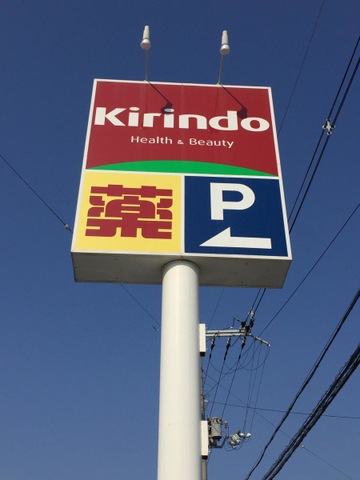 Kirindo
Health & Beauty
薬 P